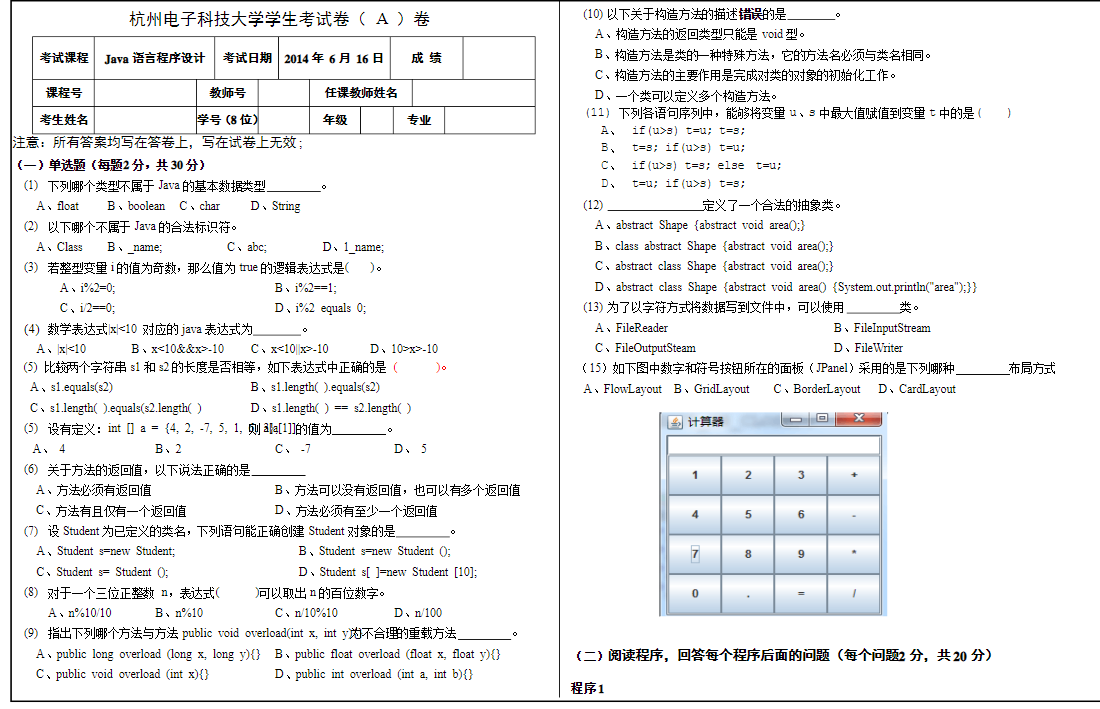 杭州电子科技大学学生考试卷（ A ）卷
考试课程 Java 语言程序设计 考试日期 2014 年 6 月 16 日 成 绩
课程号 教师号 任课教师姓名
考生姓名 学号（8 位） 年级 专业
注意：所有答案均写在答卷上，写在试卷上无效；
（一）单选题（每题2 分，共 30 分）
(1) 下列哪个类型不属于 Java 的基本数据类型_________。
A、float B、boolean C、char D、String
(2) 以下哪个不属于 Java 的合法标识符。
A、Class B、_name; C、abc; D、1_name;
(3) 若整型变量 i 的值为奇数，那么值为 true 的逻辑表达式是( )。
A、i%2=0; B、i%2==1;
C、i/2==0; D、i%2 equals 0;
(4) 数学表达式|x|<10 对应的 java 表达式为________。
A、|x|<10 B、x<10&&x>-10 C、x<10||x>-10 D、10>x>-10
(5) 比较两个字符串 s1 和 s2 的长度是否相等，如下表达式中正确的是 ( )。
A、s1.equals(s2) B、s1.length( ).equals(s2)
C、s1.length( ).equals(s2.length( ) D、s1.length( ) == s2.length( )
(5) 设有定义：int [] a = {4, 2, -7, 5, 1, 则 a[a[1]]的值为_________。
A、 4 B、2 C、 -7 D、 5
(6) 关于方法的返回值，以下说法正确的是_________
A、方法必须有返回值 B、方法可以没有返回值，也可以有多个返回值
C、方法有且仅有一个返回值 D、方法必须有至少一个返回值
(7) 设 Student 为已定义的类名，下列语句能正确创建 Student 对象的是_________。
A、Student s=new Student; B、Student s=new Student ();
C、Student s= Student (); D、Student s[ ]=new Student [10];
(8) 对于一个三位正整数 n，表达式( )可以取出 n 的百位数字。
A、n%10/10 B、n%10 C、n/10%10 D、n/100
(9) 指出下列哪个方法与方法 public void overload(int x, int y)为不合理的重载方法_________。
A、public long overload (long x, long y){} B、public float overload (float x, float y){}
C、public void overload (int x){} D、public int overload (int a, int b){}
(10) 以下关于构造方法的描述错误的是________。
A、构造方法的返回类型只能是 void 型。
B、构造方法是类的一种特殊方法，它的方法名必须与类名相同。
C、构造方法的主要作用是完成对类的对象的初始化工作。
D、一个类可以定义多个构造方法。
(11) 下列各语句序列中，能够将变量 u、s 中最大值赋值到变量 t 中的是 ( )
A、 if(u>s) t=u; t=s;
B、 t=s; if(u>s) t=u;
C、 if(u>s) t=s; else t=u;
D、 t=u; if(u>s) t=s;
(12) ________________定义了一个合法的抽象类。
A、abstract Shape {abstract void area();}
B、class abstract Shape {abstract void area();}
C、abstract class Shape {abstract void area();}
D、abstract class Shape {abstract void area() {System.out.println("area");}}
(13) 为了以字符方式将数据写到文件中，可以使用 _________类。
A、FileReader B、FileInputStream
C、FileOutputSteam D、FileWriter
(15) 如下图中数字和符号按钮所在的面板（JPanel）采用的是下列哪种_________布局方式
A、FlowLayout B、GridLayout C、BorderLayout D、CardLayout
计算器
1 2 3 +
4 5 6 -
7 8 9 *
0 . = /
（二）阅读程序，回答每个程序后面的问题（每个问题2 分，共 20 分）
程序 1